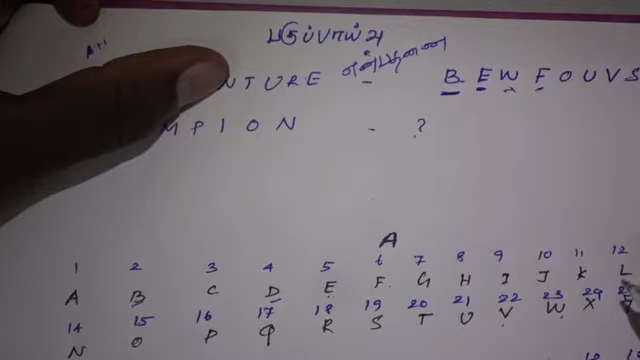 பகுப்பாய்வு
A+1
NTURE என்பதனை - BEWFOUVS
MPION - ?
A
1 2 3 4 5 6 7 8 9 10 11 12
A B C D E F G H I J K L
14 15 16 17 18 19 20 21 22 23 24
N O P Q R S T U V W X